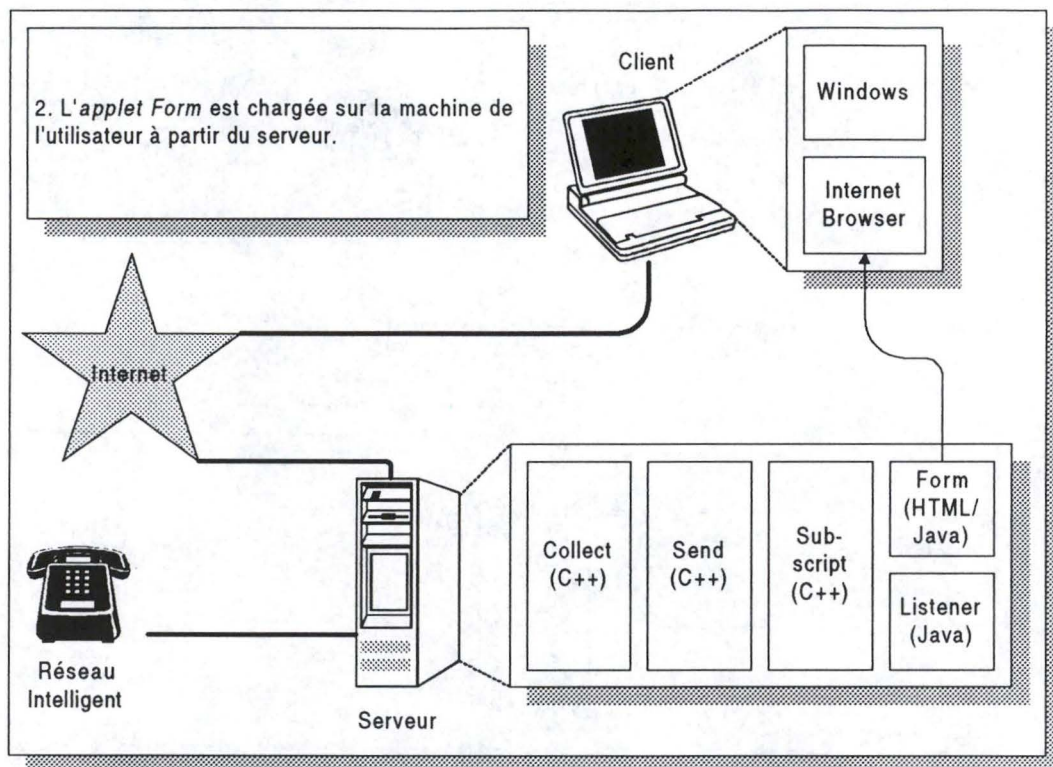 2. L'applet Form est chargée sur la machine de
l'utilisateur à partir du serveur.
Client
Windows
Internet
Browser
Internet
Collect
(C++)
Send
(C++)
Sub-
script
(C++)
Form
(HTML/
Java)
Listener
(Java)
Réseau
Intelligent
Serveur